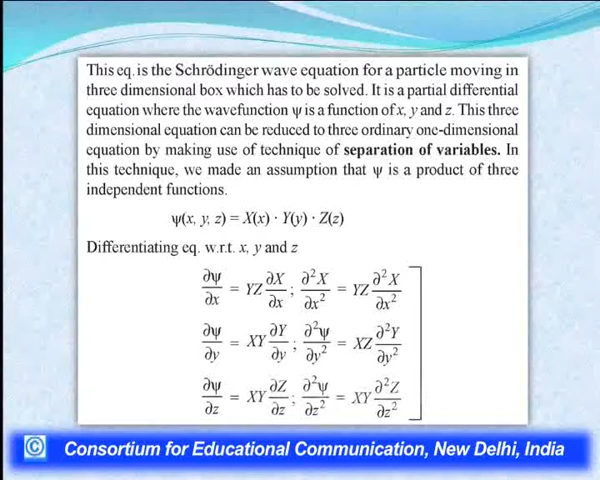 This eq. is the Schrödinger wave equation for a particle moving in
three dimensional box which has to be solved. It is a partial differential
equation where the wavefunction ψ is a function of x, y and z. This three
dimensional equation can be reduced to three ordinary one-dimensional
equation by making use of technique of separation of variables. In
this technique, we made an assumption that ψ is a product of three
independent functions.
ψ(x, y, z) = X(x) · Y(y) · Z(z)
Differentiating eq. w.r.t. x, y and z
∂ψ/∂x = YZ ∂X/∂x ; ∂²X/∂x² = YZ ∂²X/∂x²
∂ψ/∂y = XY ∂Y/∂y ; ∂²ψ/∂y² = XZ ∂²Y/∂y²
∂ψ/∂z = XY ∂Z/∂z ; ∂²ψ/∂z² = XY ∂²Z/∂z²
© Consortium for Educational Communication, New Delhi, India